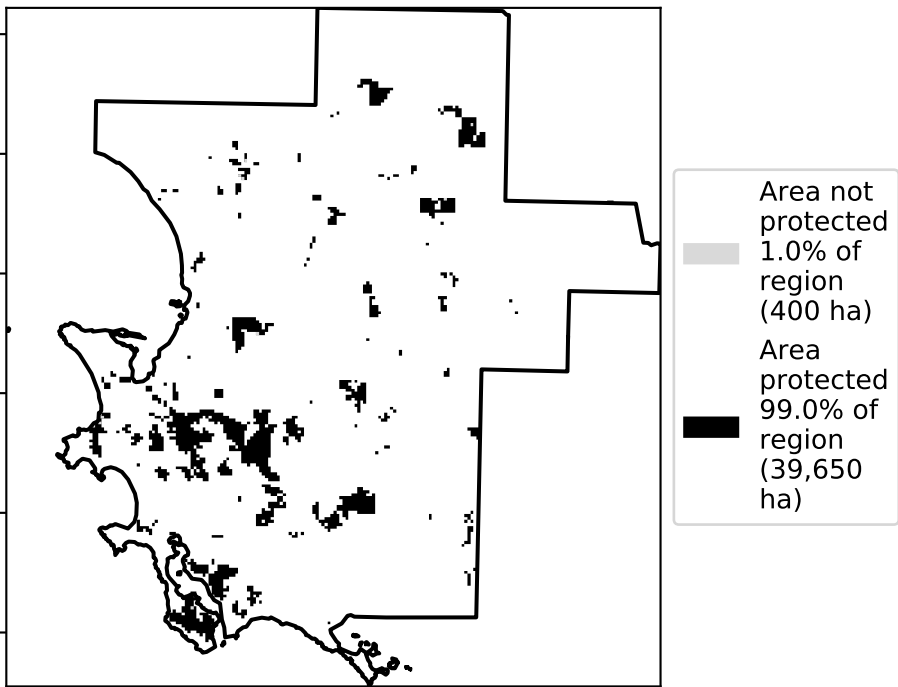 Area not
protected
1.0% of
region
(400 ha)
Area
protected
99.0% of
region
(39,650
ha)